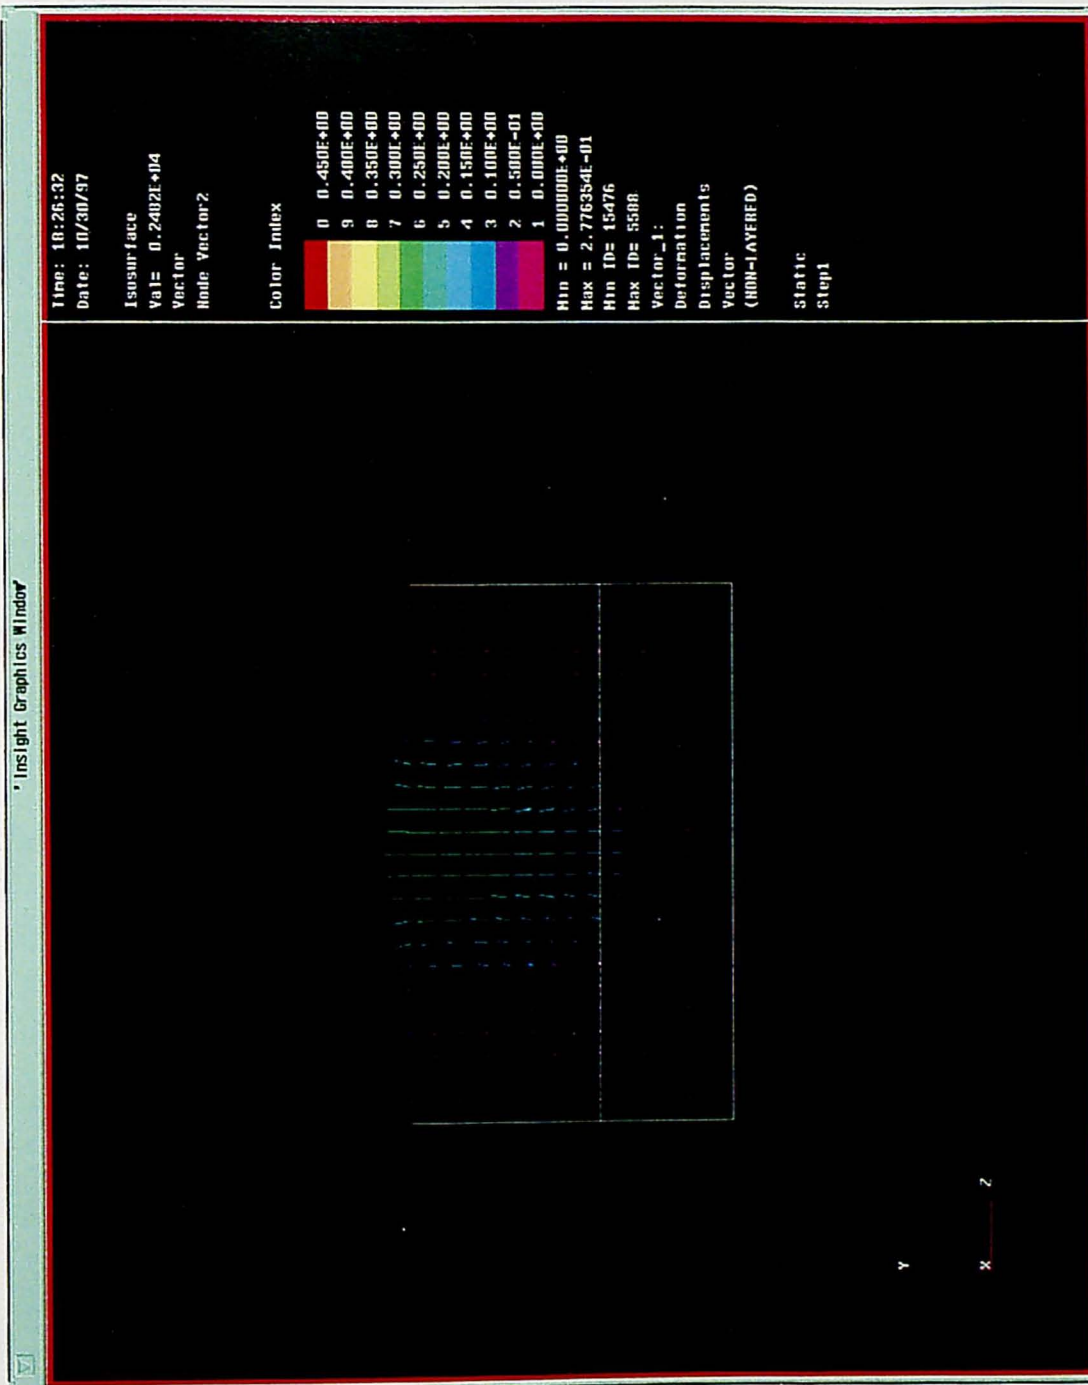 'Insight Graphics Window'
Time: 18:26:32
Date: 10/30/97
Isosurface
Val= 0.2402E+04
Vector
Node Vector2
Color Index
0 0.450E+00
9 0.400E+00
8 0.350E+00
7 0.300E+00
6 0.250E+00
5 0.200E+00
4 0.150E+00
3 0.100E+00
2 0.500E-01
1 0.000E+00
Min = 0.000000E+00
Max = 2.776354E-01
Min ID= 15476
Max ID= 5588
Vector_1:
Deformation
Displacements
Vector
(NON-LAYERED)
Static
Step1
Y
X Z